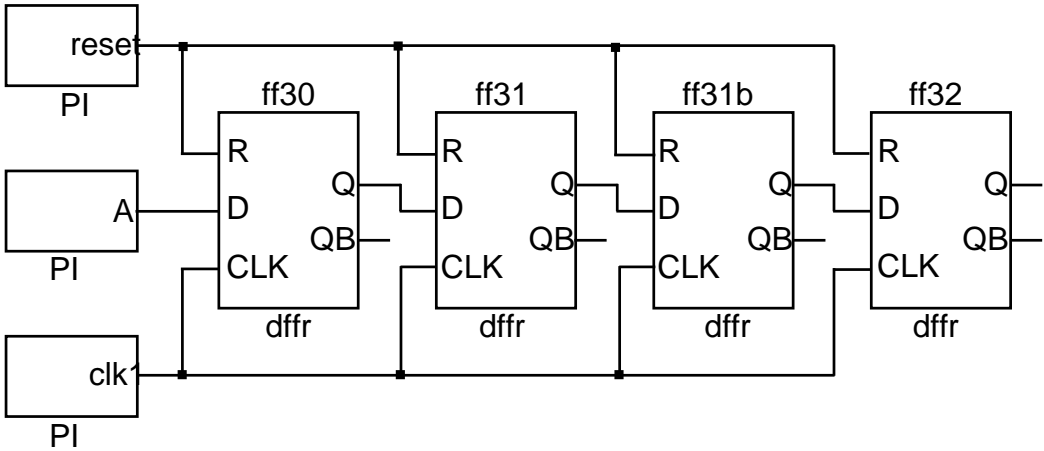 reset
PI
ff30
ff31
ff31b
ff32
R
R
R
R
Q
Q
Q
Q
A
D
D
D
D
QB
QB
QB
QB
PI
CLK
CLK
CLK
CLK
dffr
dffr
dffr
dffr
clk1
PI